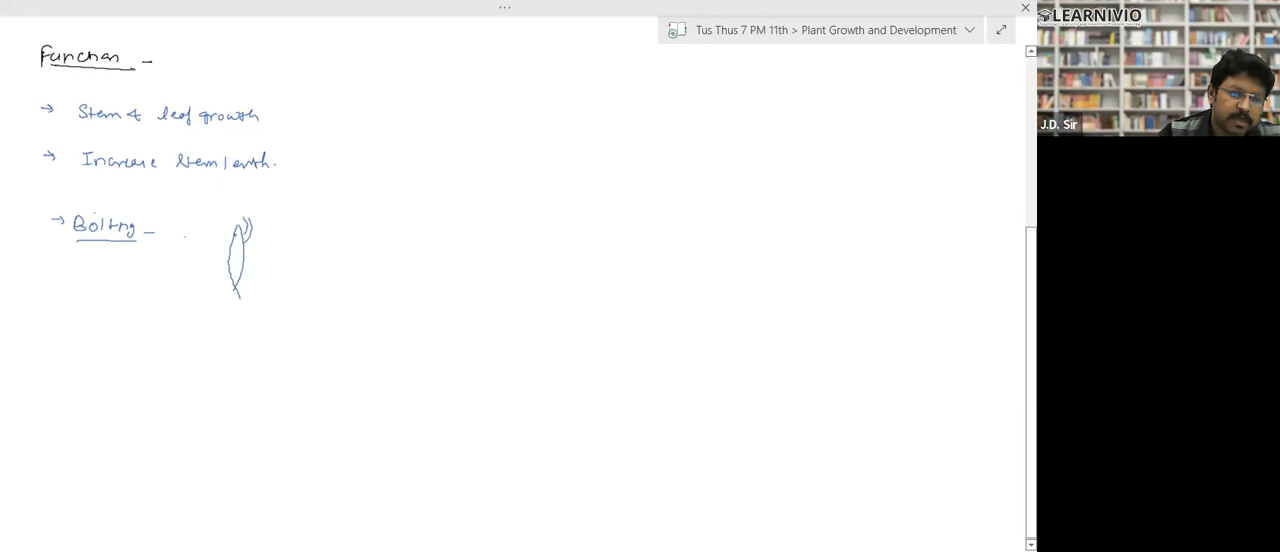 Tus Thus 7 PM 11th > Plant Growth and Development
LEARNIVIO
J.D. Sir
Function -
→ Stem & leaf growth
→ Increase stem length.
→ Bolting -